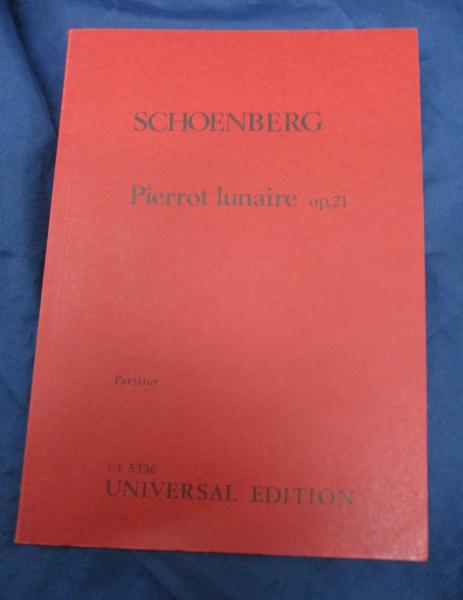 SCHOENBERG
Pierrot lunaire op.21
Partitur
UE 5336
UNIVERSAL EDITION